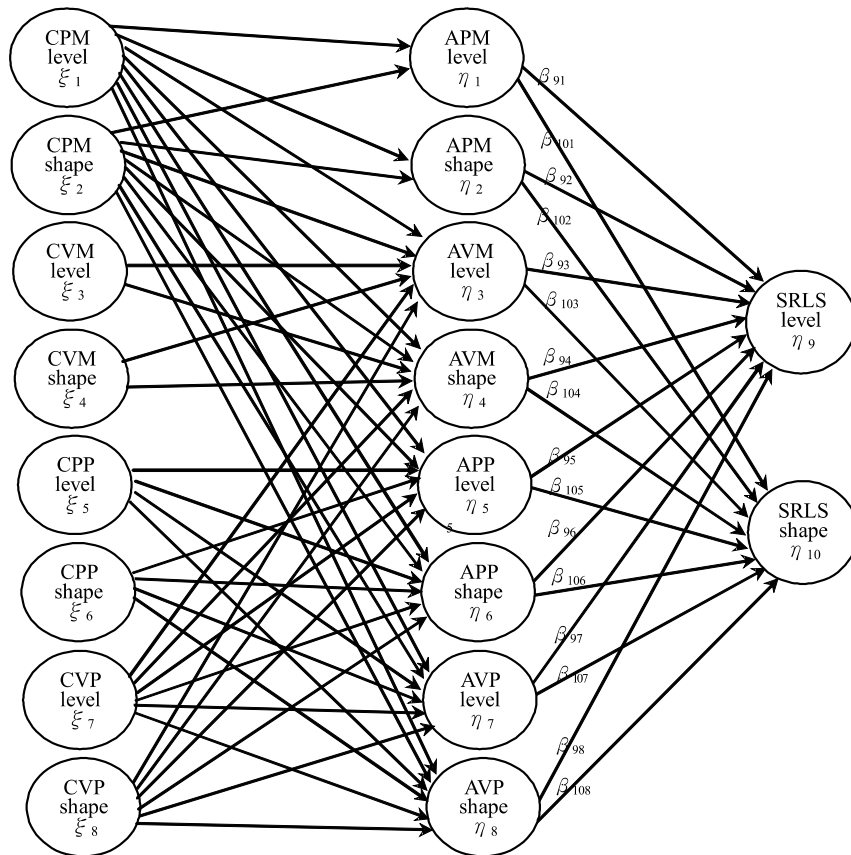 CPM
level
ξ 1
CPM
shape
ξ 2
CVM
level
ξ 3
CVM
shape
ξ 4
CPP
level
ξ 5
CPP
shape
ξ 6
CVP
level
ξ 7
CVP
shape
ξ 8
APM
level
η 1
APM
shape
η 2
AVM
level
η 3
AVM
shape
η 4
APP
level
η 5
5
APP
shape
η 6
AVP
level
η 7
AVP
shape
η 8
β 91
β 101
β 92
β 102
β 93
β 103
β 94
β 104
β 95
β 105
β 96
β 106
β 97
β 107
β 98
β 108
SRLS
level
η 9
SRLS
shape
η 10